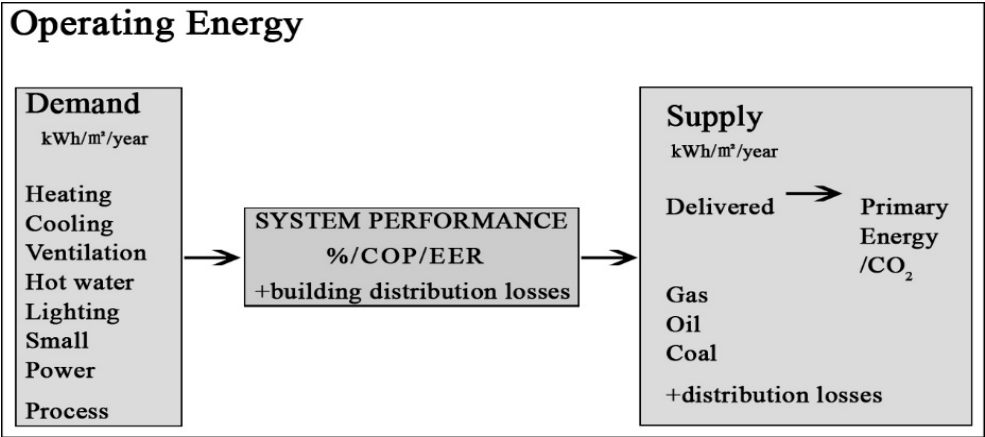 Operating Energy
Demand
kWh/m²/year
Heating
Cooling
Ventilation
Hot water
Lighting
Small
Power
Process
SYSTEM PERFORMANCE
%/COP/EER
+building distribution losses
Supply
kWh/m²/year
Delivered
Primary
Energy
/CO₂
Gas
Oil
Coal
+distribution losses